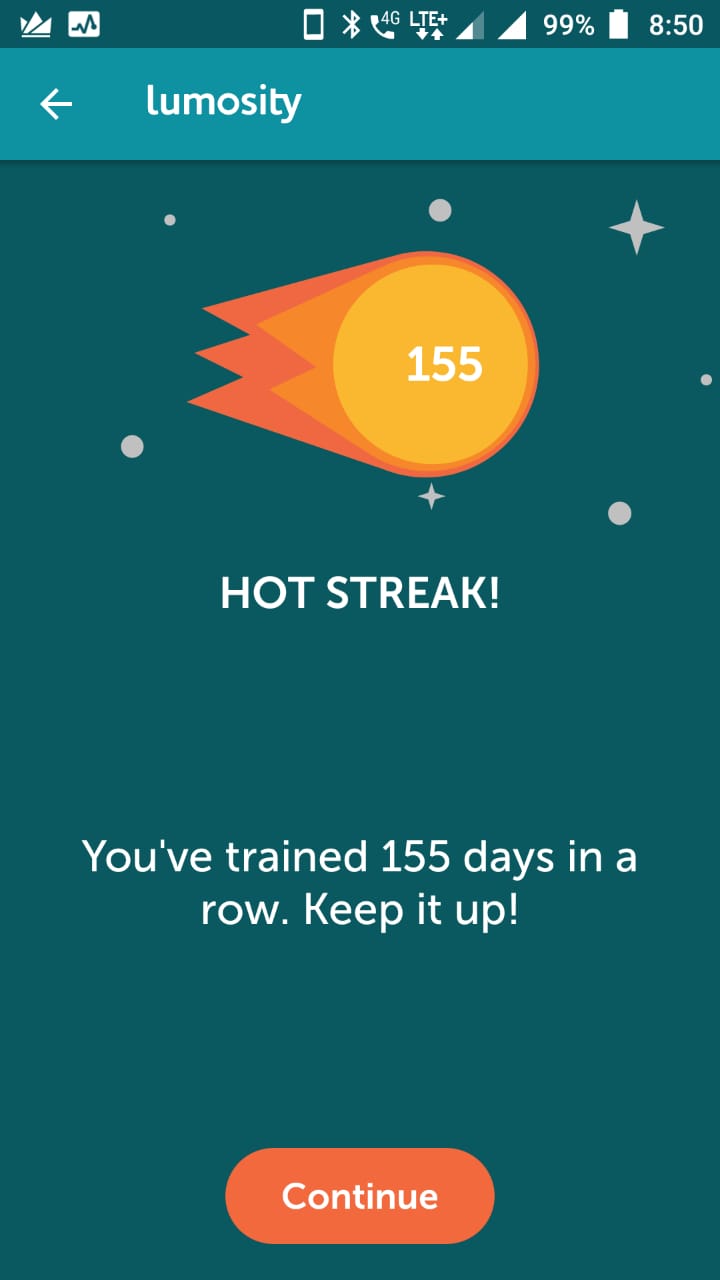 4G LTE+ 99% 8:50
lumosity
155
HOT STREAK!
You've trained 155 days in a
row. Keep it up!
Continue